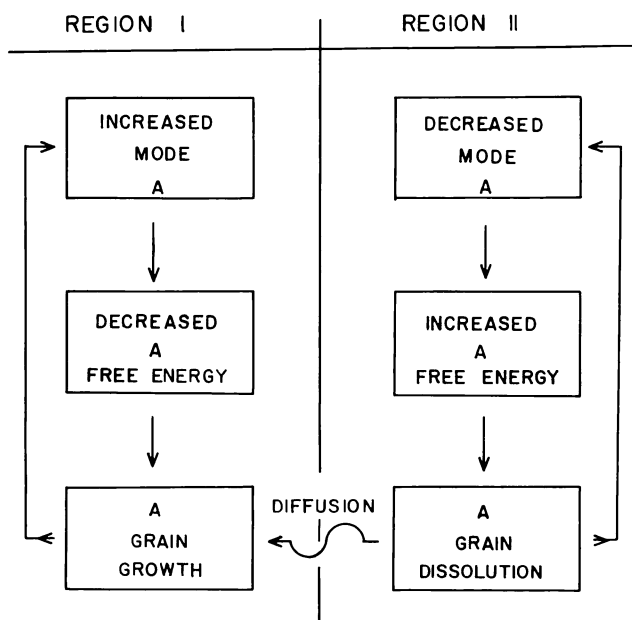 REGION I
REGION II
INCREASED
MODE
A
DECREASED
MODE
A
DECREASED
A
FREE ENERGY
INCREASED
A
FREE ENERGY
DIFFUSION
A
GRAIN
GROWTH
A
GRAIN
DISSOLUTION